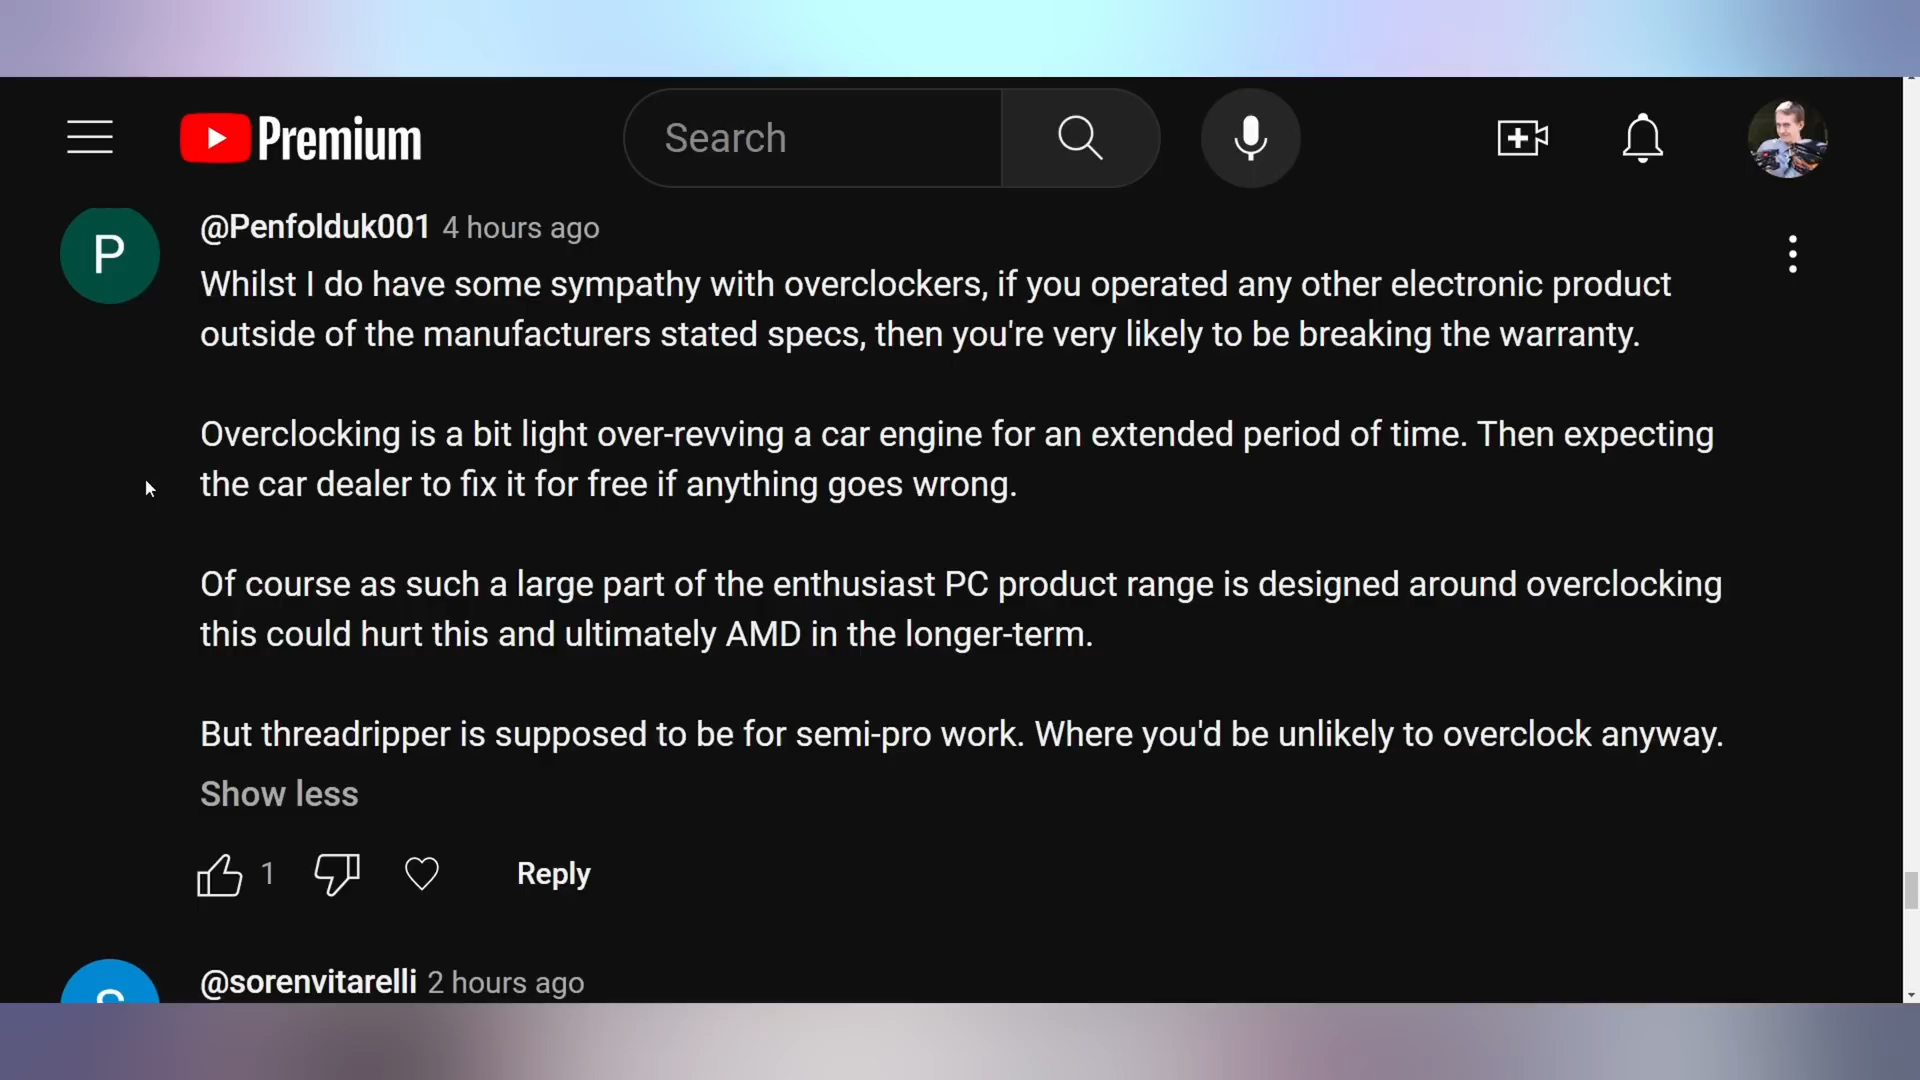 Premium
Search
@Penfolduk001 4 hours ago
P
Whilst I do have some sympathy with overclockers, if you operated any other electronic product
outside of the manufacturers stated specs, then you're very likely to be breaking the warranty.
Overclocking is a bit light over-revving a car engine for an extended period of time. Then expecting
the car dealer to fix it for free if anything goes wrong.
Of course as such a large part of the enthusiast PC product range is designed around overclocking
this could hurt this and ultimately AMD in the longer-term.
But threadripper is supposed to be for semi-pro work. Where you'd be unlikely to overclock anyway.
Show less
1
Reply
@sorenvitarelli 2 hours ago